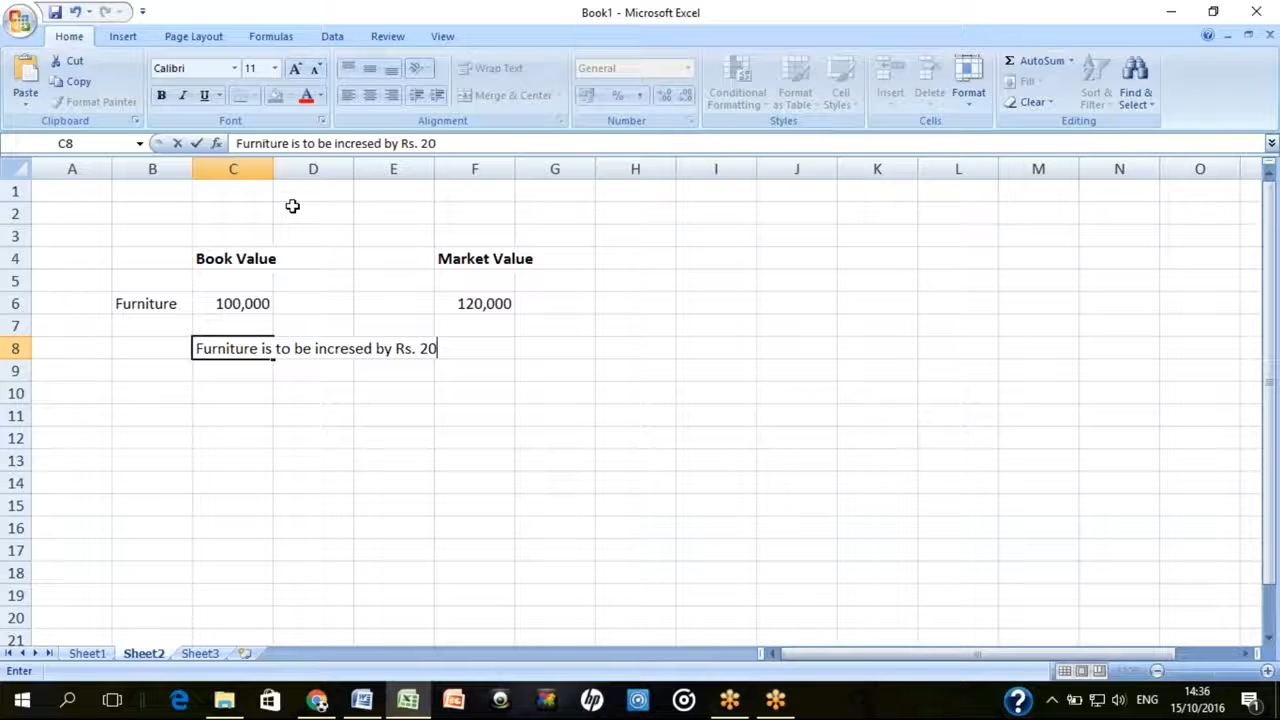 Book1 - Microsoft Excel
Home Insert Page Layout Formulas Data Review View
Paste Cut Copy Format Painter Clipboard
Calibri 11 A A B I U A Font
Wrap Text Merge & Center Alignment
General % , Number
Conditional Formatting Format as Table Cell Styles Styles
Insert Delete Format Cells
Σ AutoSum Fill Clear Sort & Filter Find & Select Editing
C8 fx Furniture is to be incresed by Rs. 20
A B C D E F G H I J K L M N O
1
2
3
4 Book Value Market Value
5
6 Furniture 100,000 120,000
7
8 Furniture is to be incresed by Rs. 20
9
10
11
12
13
14
15
16
17
18
19
20
21
Sheet1 Sheet2 Sheet3
Enter
hp ? ENG 14:36
15/10/2016